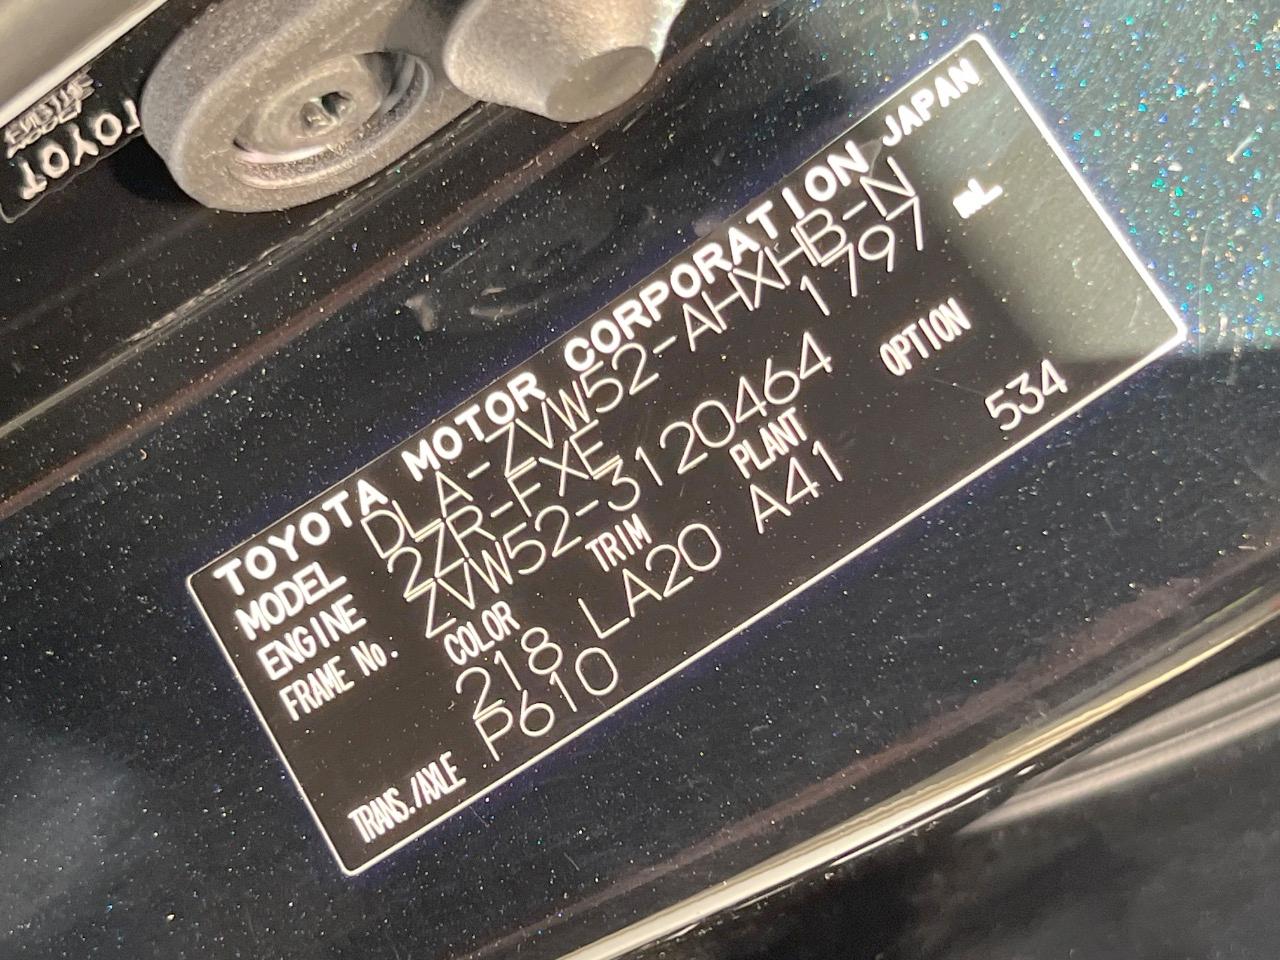 TOYOT
TOYOTA MOTOR CORPORATION JAPAN
MODEL DLA-ZVW52-AHXHB-N
ENGINE 2ZR-FXE 1797 mL
FRAME No. ZVW52-3120464
COLOR TRIM PLANT OPTION
218 LA20 A41 534
TRANS./AXLE P610